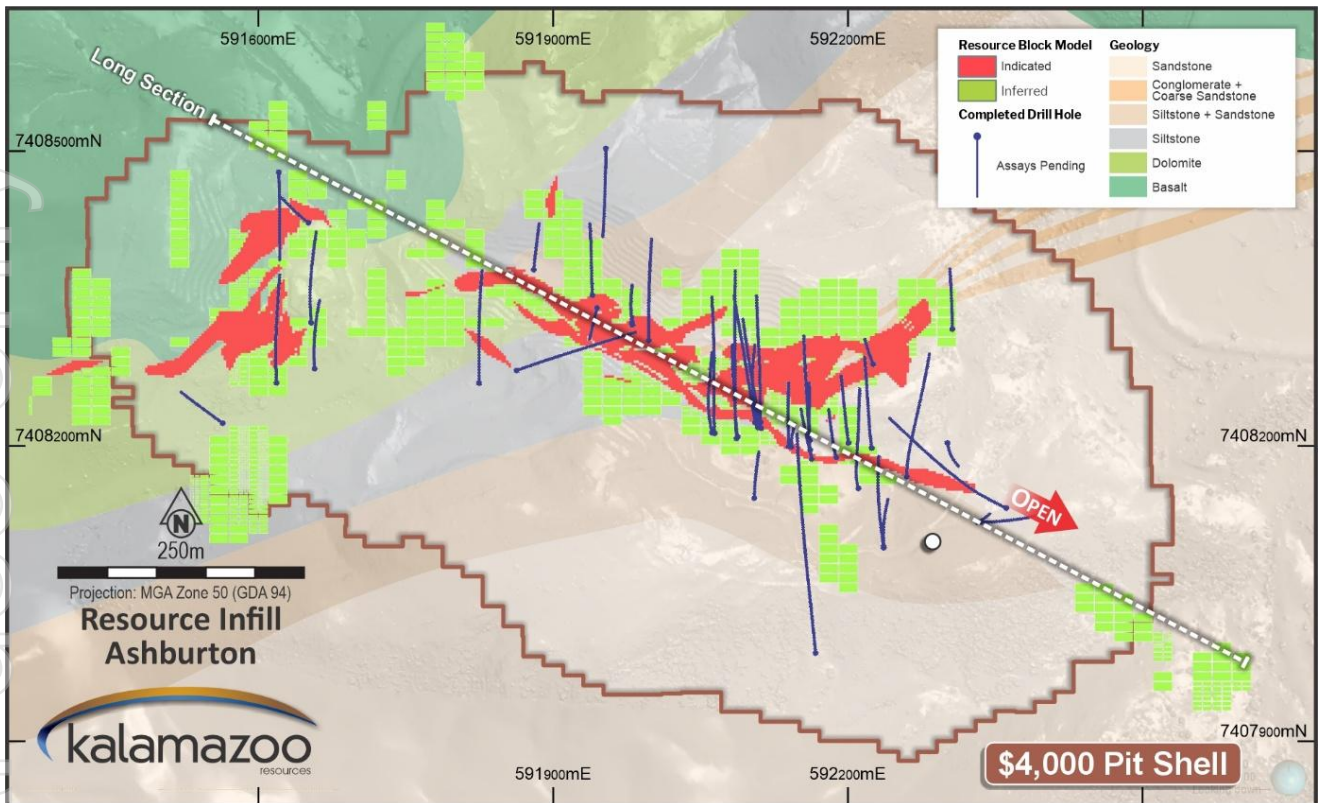 591600mE
591900mE
592200mE
Long Section
7408500mN
Resource Block Model
Indicated
Inferred
Completed Drill Hole
Assays Pending
Geology
Sandstone
Conglomerate +
Coarse Sandstone
Siltstone + Sandstone
Siltstone
Dolomite
Basalt
7408200mN
7408200mN
OPEN
N
250m
Projection: MGA Zone 50 (GDA 94)
Resource Infill
Ashburton
kalamazoo
resources
7407900mN
591900mE
592200mE
$4,000 Pit Shell